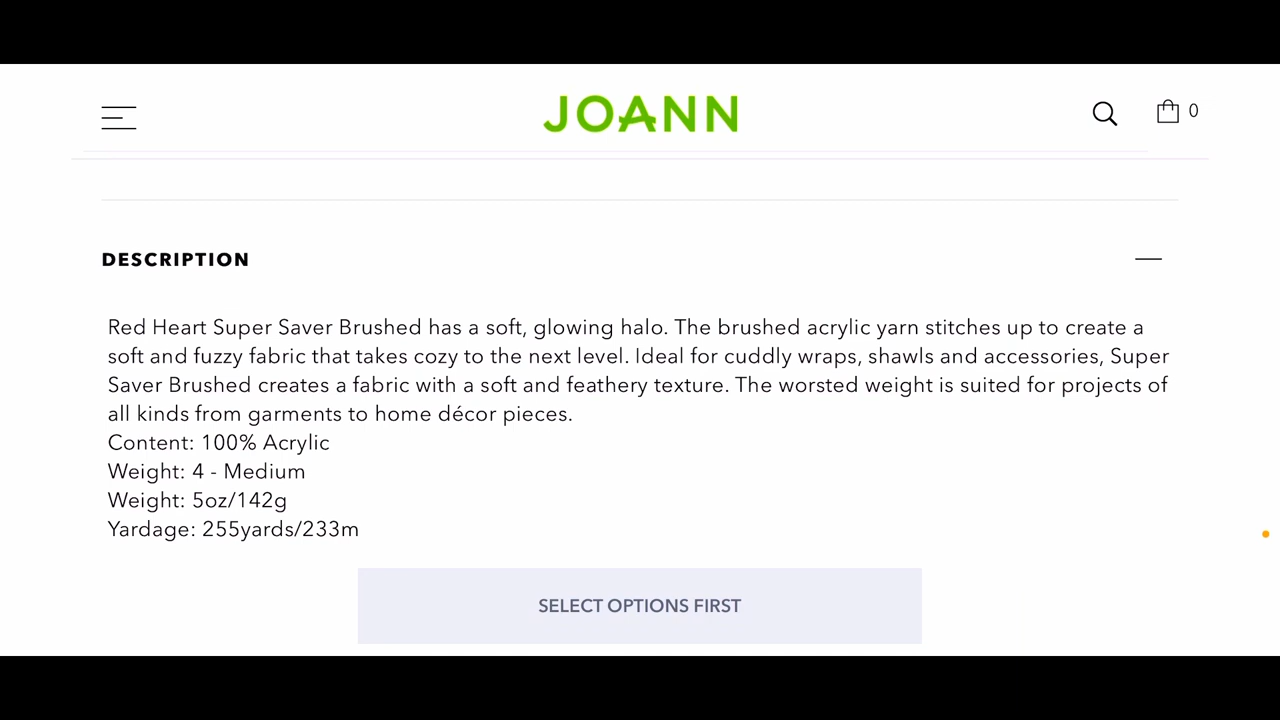 JOANN
0
DESCRIPTION
Red Heart Super Saver Brushed has a soft, glowing halo. The brushed acrylic yarn stitches up to create a
soft and fuzzy fabric that takes cozy to the next level. Ideal for cuddly wraps, shawls and accessories, Super
Saver Brushed creates a fabric with a soft and feathery texture. The worsted weight is suited for projects of
all kinds from garments to home décor pieces.
Content: 100% Acrylic
Weight: 4 - Medium
Weight: 5oz/142g
Yardage: 255yards/233m
SELECT OPTIONS FIRST